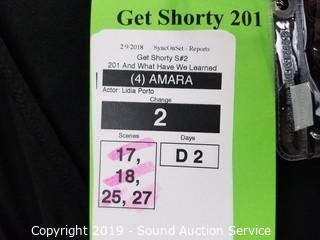 Get Shorty 201
2/9/2018 SyncOnSet - Reports
Get Shorty S#2
201 And What Have We Learned
(4) AMARA
Actor: Lidia Porto
Change
2
Scenes
Days
17,
18,
25, 27
D 2
Copyright 2019 - Sound Auction Service